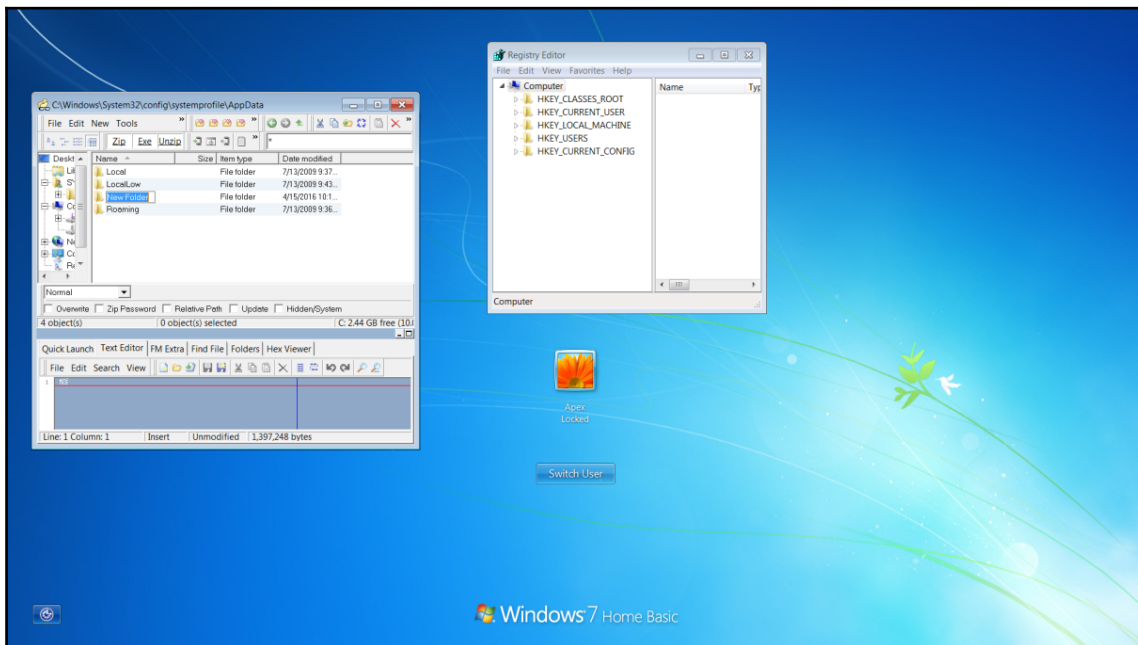 C:\Windows\System32\config\systemprofile\AppData
File Edit New Tools
Zip Exe Unzip
Deskt Name Size Item type Date modified
Local File folder 7/13/2009 9:37...
LocalLow File folder 7/13/2009 9:43...
New Folder File folder 4/15/2016 10:1...
Roaming File folder 7/13/2009 9:36...
Normal
Overwrite Zip Password Relative Path Update Hidden/System
4 object(s) 0 object(s) selected C: 2.44 GB free (10.
Quick Launch Text Editor FM Extra Find File Folders Hex Viewer
File Edit Search View
1 MZE
Line: 1 Column: 1 Insert Unmodified 1,397,248 bytes
Registry Editor
File Edit View Favorites Help
Computer Name Typ
HKEY_CLASSES_ROOT
HKEY_CURRENT_USER
HKEY_LOCAL_MACHINE
HKEY_USERS
HKEY_CURRENT_CONFIG
Computer
Apex
Locked
Switch User
Windows 7 Home Basic